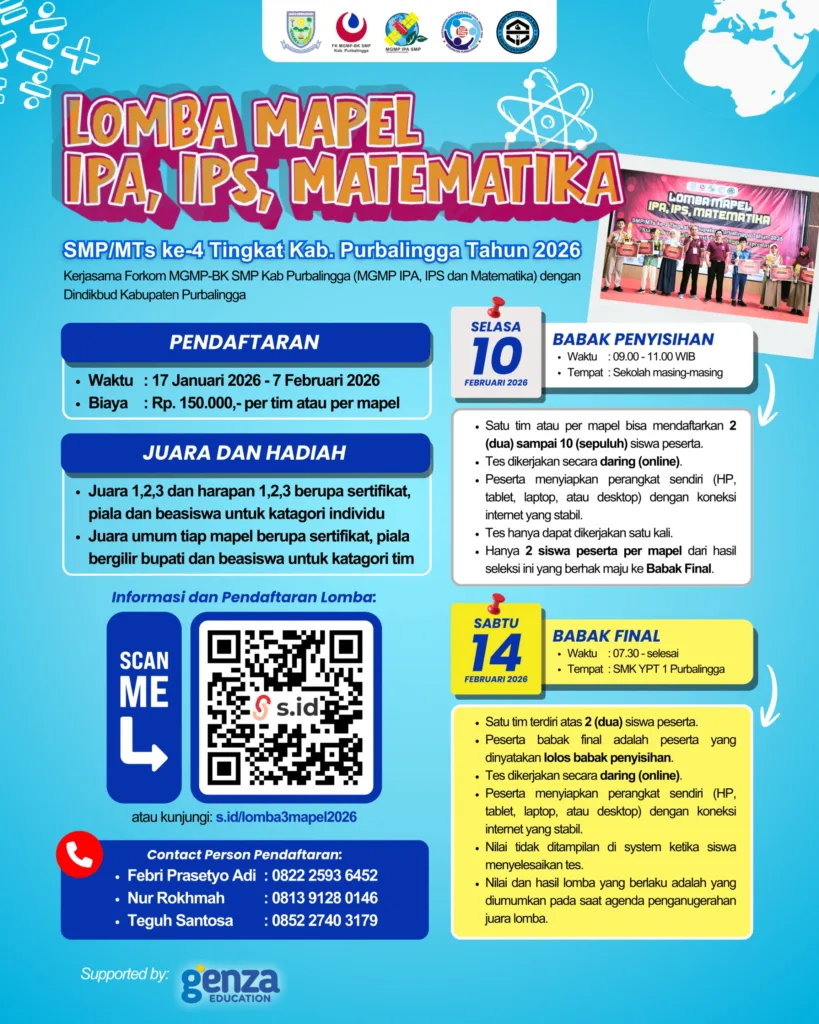 FK MGMP-BK SMP
Kab. Purbalingga
MGMP IPA SMP
LOMBA MAPEL
IPA, IPS, MATEMATIKA
SMP/MTs ke-4 Tingkat Kab. Purbalingga Tahun 2026
Kerjasama Forkom MGMP-BK SMP Kab Purbalingga (MGMP IPA, IPS dan Matematika) dengan
Dindikbud Kabupaten Purbalingga
LOMBA MAPEL
IPA, IPS, MATEMATIKA
PENDAFTARAN
• Waktu : 17 Januari 2026 - 7 Februari 2026
• Biaya : Rp. 150.000,- per tim atau per mapel
JUARA DAN HADIAH
• Juara 1,2,3 dan harapan 1,2,3 berupa sertifikat,
piala dan beasiswa untuk katagori individu
• Juara umum tiap mapel berupa sertifikat, piala
bergilir bupati dan beasiswa untuk katagori tim
Informasi dan Pendaftaran Lomba:
SCAN
ME
s.id
atau kunjungi: s.id/lomba3mapel2026
Contact Person Pendaftaran:
• Febri Prasetyo Adi : 0822 2593 6452
• Nur Rokhmah : 0813 9128 0146
• Teguh Santosa : 0852 2740 3179
Supported by:
genza
EDUCATION
SELASA
10
FEBRUARI 2026
BABAK PENYISIHAN
• Waktu : 09.00 - 11.00 WIB
• Tempat : Sekolah masing-masing
• Satu tim atau per mapel bisa mendaftarkan 2
(dua) sampai 10 (sepuluh) siswa peserta.
• Tes dikerjakan secara daring (online).
• Peserta menyiapkan perangkat sendiri (HP,
tablet, laptop, atau desktop) dengan koneksi
internet yang stabil.
• Tes hanya dapat dikerjakan satu kali.
• Hanya 2 siswa peserta per mapel dari hasil
seleksi ini yang berhak maju ke Babak Final.
SABTU
14
FEBRUARI 2026
BABAK FINAL
• Waktu : 07.30 - selesai
• Tempat : SMK YPT 1 Purbalingga
• Satu tim terdiri atas 2 (dua) siswa peserta.
• Peserta babak final adalah peserta yang
dinyatakan lolos babak penyisihan.
• Tes dikerjakan secara daring (online).
• Peserta menyiapkan perangkat sendiri (HP,
tablet, laptop, atau desktop) dengan koneksi
internet yang stabil.
• Nilai tidak ditampilan di system ketika siswa
menyelesaikan tes.
• Nilai dan hasil lomba yang berlaku adalah yang
diumumkan pada saat agenda penganugerahan
juara lomba.